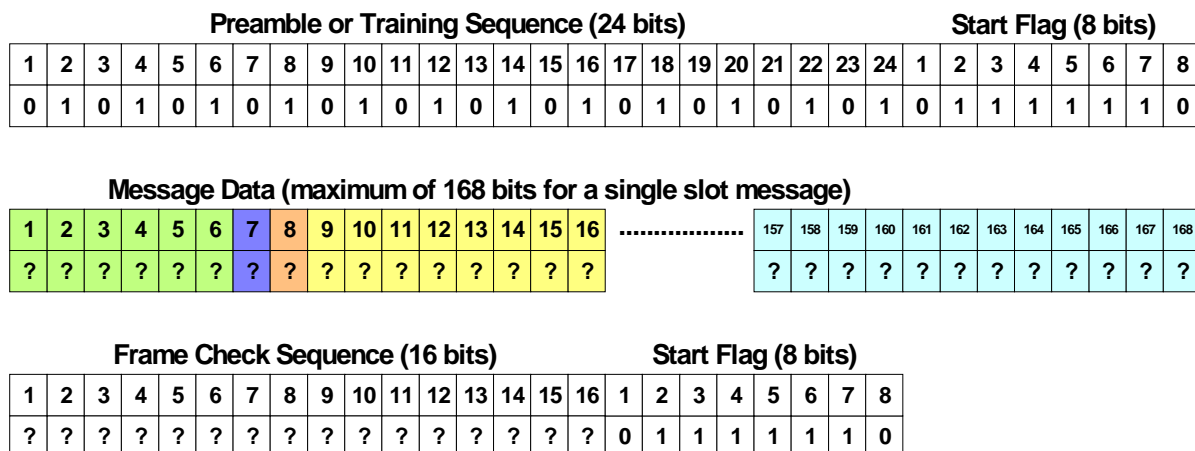 Preamble or Training Sequence (24 bits) Start Flag (8 bits)
1 2 3 4 5 6 7 8 9 10 11 12 13 14 15 16 17 18 19 20 21 22 23 24 1 2 3 4 5 6 7 8
0 1 0 1 0 1 0 1 0 1 0 1 0 1 0 1 0 1 0 1 0 1 0 1 0 1 1 1 1 1 1 0
Message Data (maximum of 168 bits for a single slot message)
1 2 3 4 5 6 7 8 9 10 11 12 13 14 15 16 .................. 157 158 159 160 161 162 163 164 165 166 167 168
? ? ? ? ? ? ? ? ? ? ? ? ? ? ? ? ? ? ? ? ? ? ? ? ? ? ? ?
Frame Check Sequence (16 bits) Start Flag (8 bits)
1 2 3 4 5 6 7 8 9 10 11 12 13 14 15 16 1 2 3 4 5 6 7 8
? ? ? ? ? ? ? ? ? ? ? ? ? ? ? ? 0 1 1 1 1 1 1 0